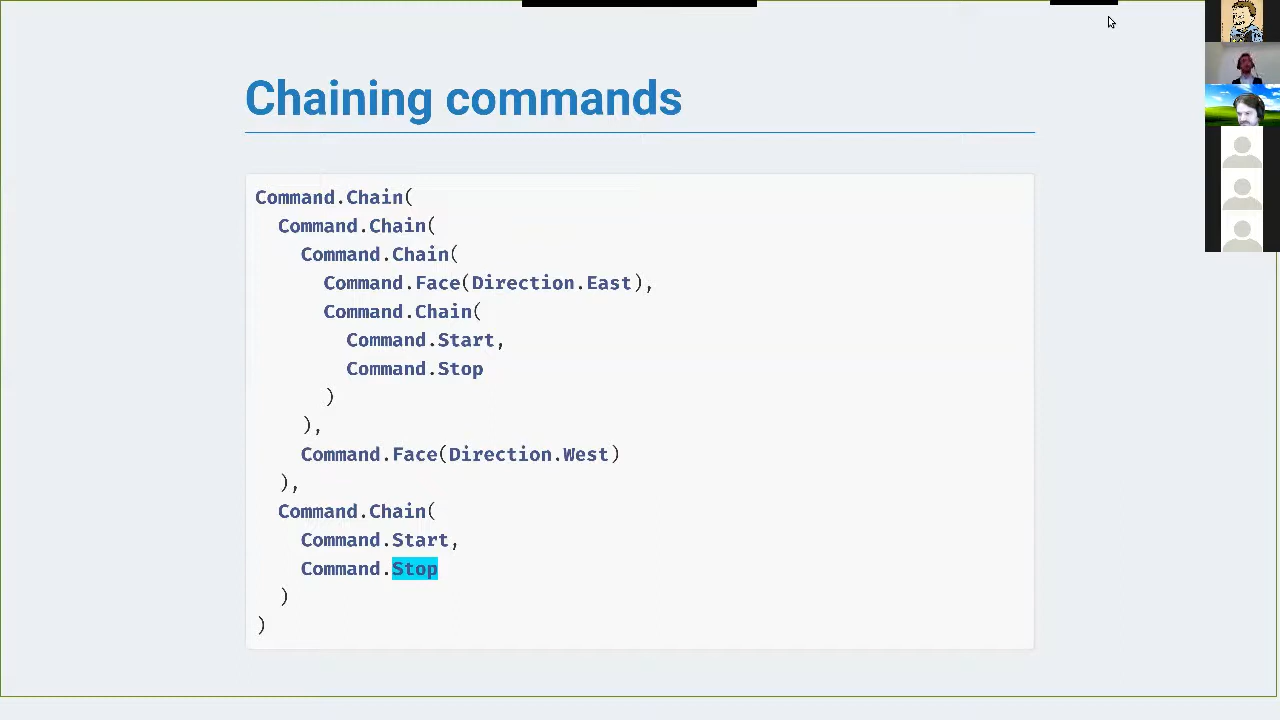 Chaining commands
Command.Chain(
  Command.Chain(
    Command.Chain(
      Command.Face(Direction.East),
      Command.Chain(
        Command.Start,
        Command.Stop
      )
    ),
    Command.Face(Direction.West)
  ),
  Command.Chain(
    Command.Start,
    Command.Stop
  )
)